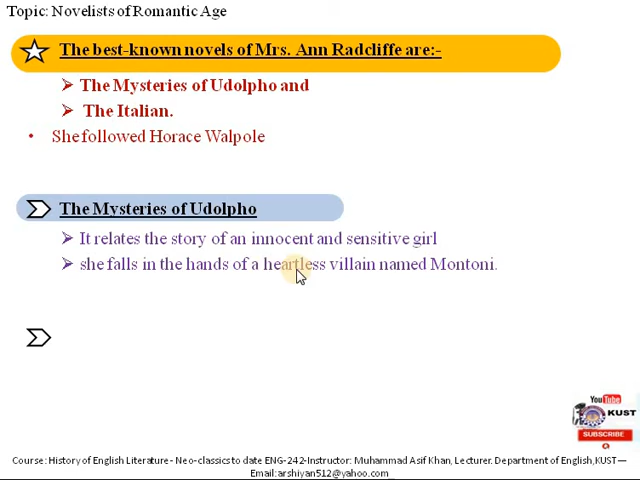 Topic: Novelists of Romantic Age
The best-known novels of Mrs. Ann Radcliffe are:-
➢ The Mysteries of Udolpho and
➢ The Italian.
• She followed Horace Walpole
The Mysteries of Udolpho
➢ It relates the story of an innocent and sensitive girl
➢ she falls in the hands of a heartless villain named Montoni.
YouTube
KUST
SUBSCRIBE
Course: History of English Literature - Neo-classics to date ENG-242-Instructor: Muhammad Asif Khan, Lecturer. Department of English,KUST—
Email:arshiyan512@yahoo.com